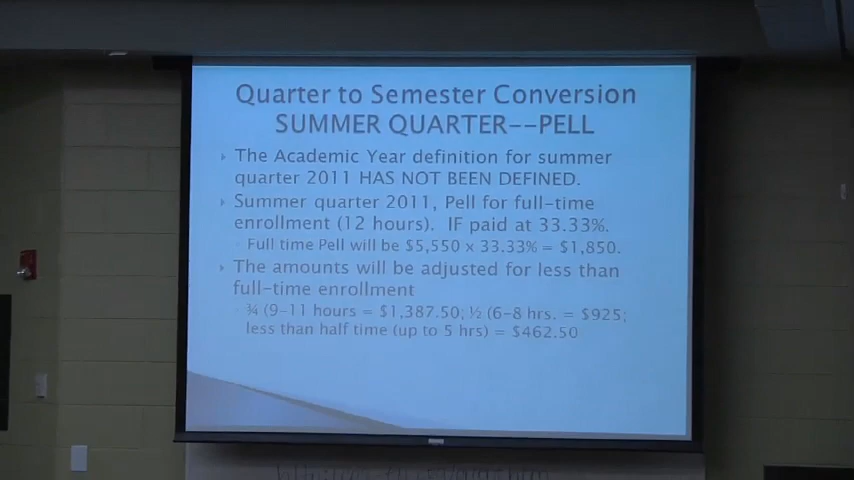 Quarter to Semester Conversion
SUMMER QUARTER--PELL
The Academic Year definition for summer
quarter 2011 HAS NOT BEEN DEFINED.
Summer quarter 2011, Pell for full-time
enrollment (12 hours). IF paid at 33.33%.
Full time Pell will be $5,550 x 33.33% = $1,850.
The amounts will be adjusted for less than
full-time enrollment
¾ (9-11 hours = $1,387.50; ½ (6-8 hrs. = $925;
less than half time (up to 5 hrs) = $462.50